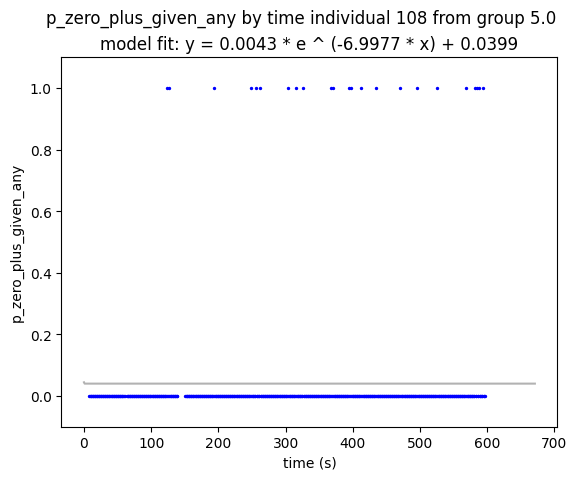 p_zero_plus_given_any by time individual 108 from group 5.0
model fit: y = 0.0043 * e ^ (-6.9977 * x) + 0.0399
1.0
0.8
0.6
0.4
0.2
0.0
p_zero_plus_given_any
0 100 200 300 400 500 600 700
time (s)